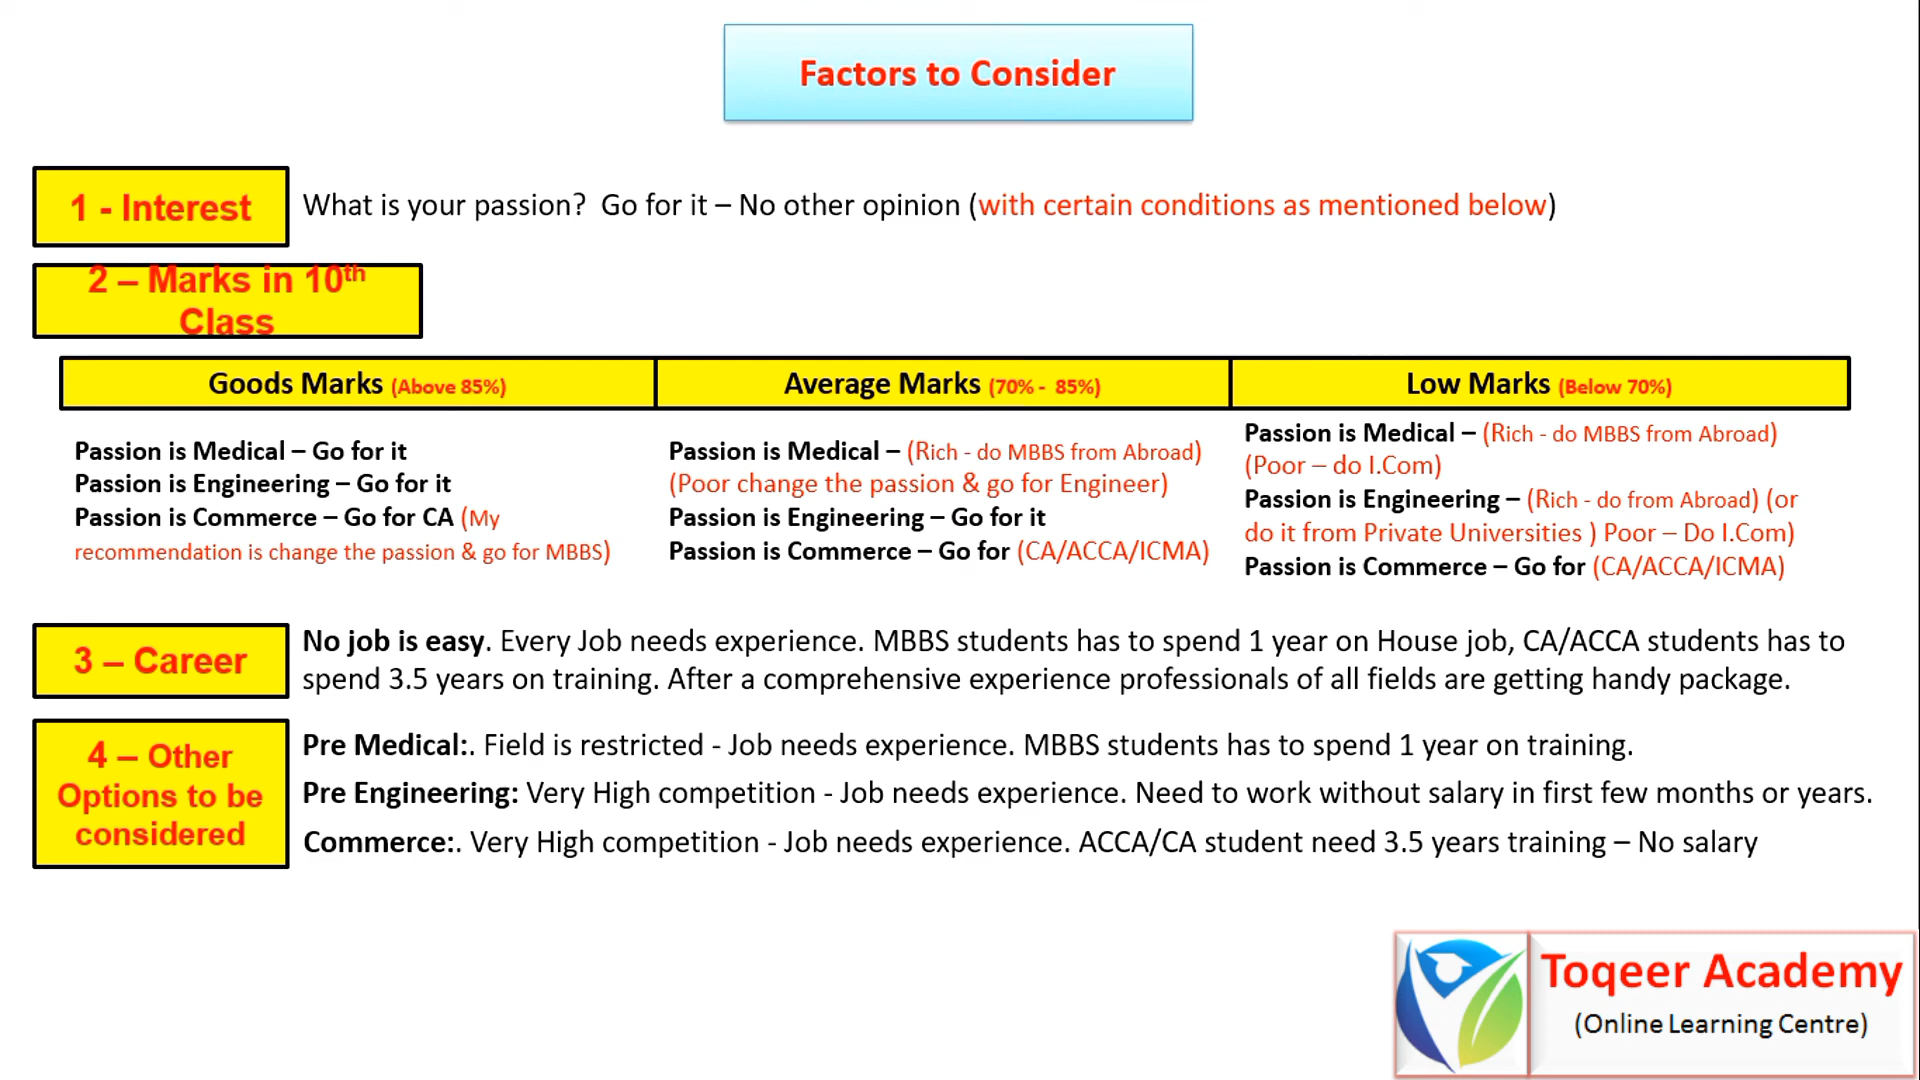 Factors to Consider
1 - Interest
What is your passion?  Go for it – No other opinion (with certain conditions as mentioned below)
2 – Marks in 10th
Class
Goods Marks (Above 85%)
Passion is Medical – Go for it
Passion is Engineering – Go for it
Passion is Commerce – Go for CA (My
recommendation is change the passion & go for MBBS)
Average Marks (70% -  85%)
Passion is Medical – (Rich - do MBBS from Abroad)
(Poor change the passion & go for Engineer)
Passion is Engineering – Go for it
Passion is Commerce – Go for (CA/ACCA/ICMA)
Low Marks (Below 70%)
Passion is Medical – (Rich - do MBBS from Abroad)
(Poor – do I.Com)
Passion is Engineering – (Rich - do from Abroad) (or
do it from Private Universities ) Poor – Do I.Com)
Passion is Commerce – Go for (CA/ACCA/ICMA)
3 – Career
No job is easy. Every Job needs experience. MBBS students has to spend 1 year on House job, CA/ACCA students has to
spend 3.5 years on training. After a comprehensive experience professionals of all fields are getting handy package.
4 – Other
Options to be
considered
Pre Medical:. Field is restricted - Job needs experience. MBBS students has to spend 1 year on training.
Pre Engineering: Very High competition - Job needs experience. Need to work without salary in first few months or years.
Commerce:. Very High competition - Job needs experience. ACCA/CA student need 3.5 years training – No salary
Toqeer Academy
(Online Learning Centre)